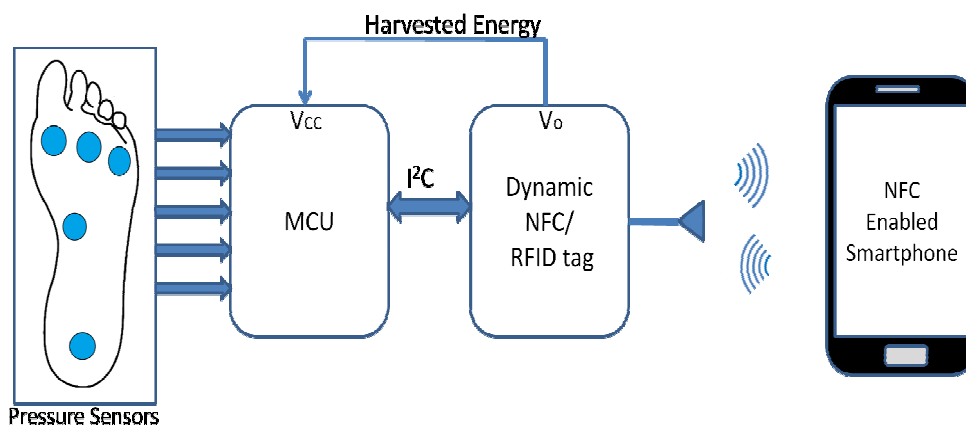 Harvested Energy
Vcc
Vo
I²C
MCU
Dynamic
NFC/
RFID tag
NFC
Enabled
Smartphone
Pressure Sensors